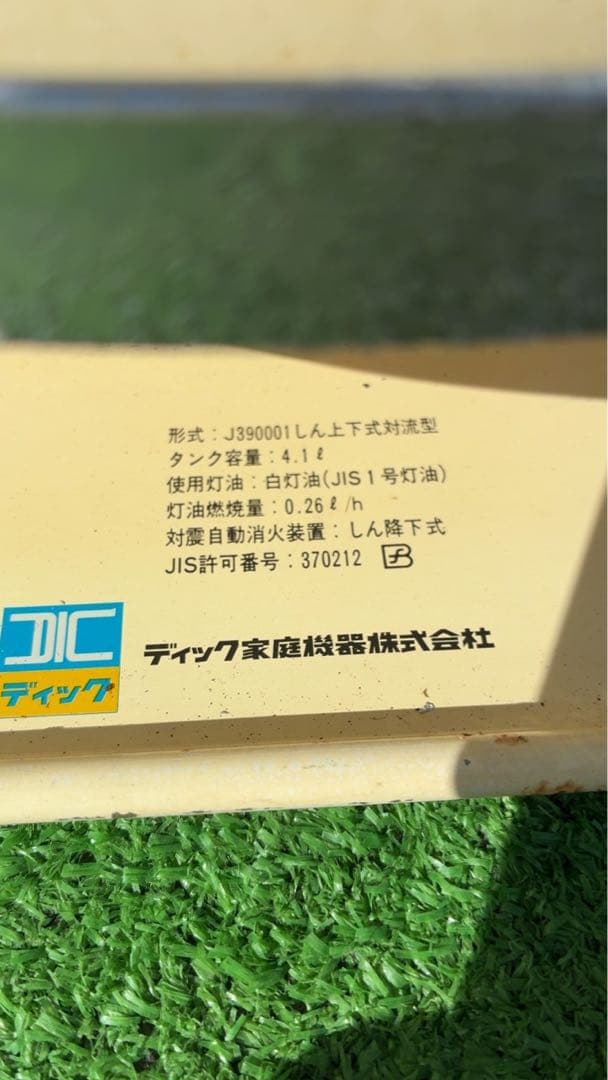 形式：J390001しん上下式対流型
タンク容量：4.1ℓ
使用灯油：白灯油(JIS1号灯油)
灯油燃焼量：0.26ℓ/h
対震自動消火装置：しん降下式
JIS許可番号：370212
DIC
ディック
ディック家庭機器株式会社